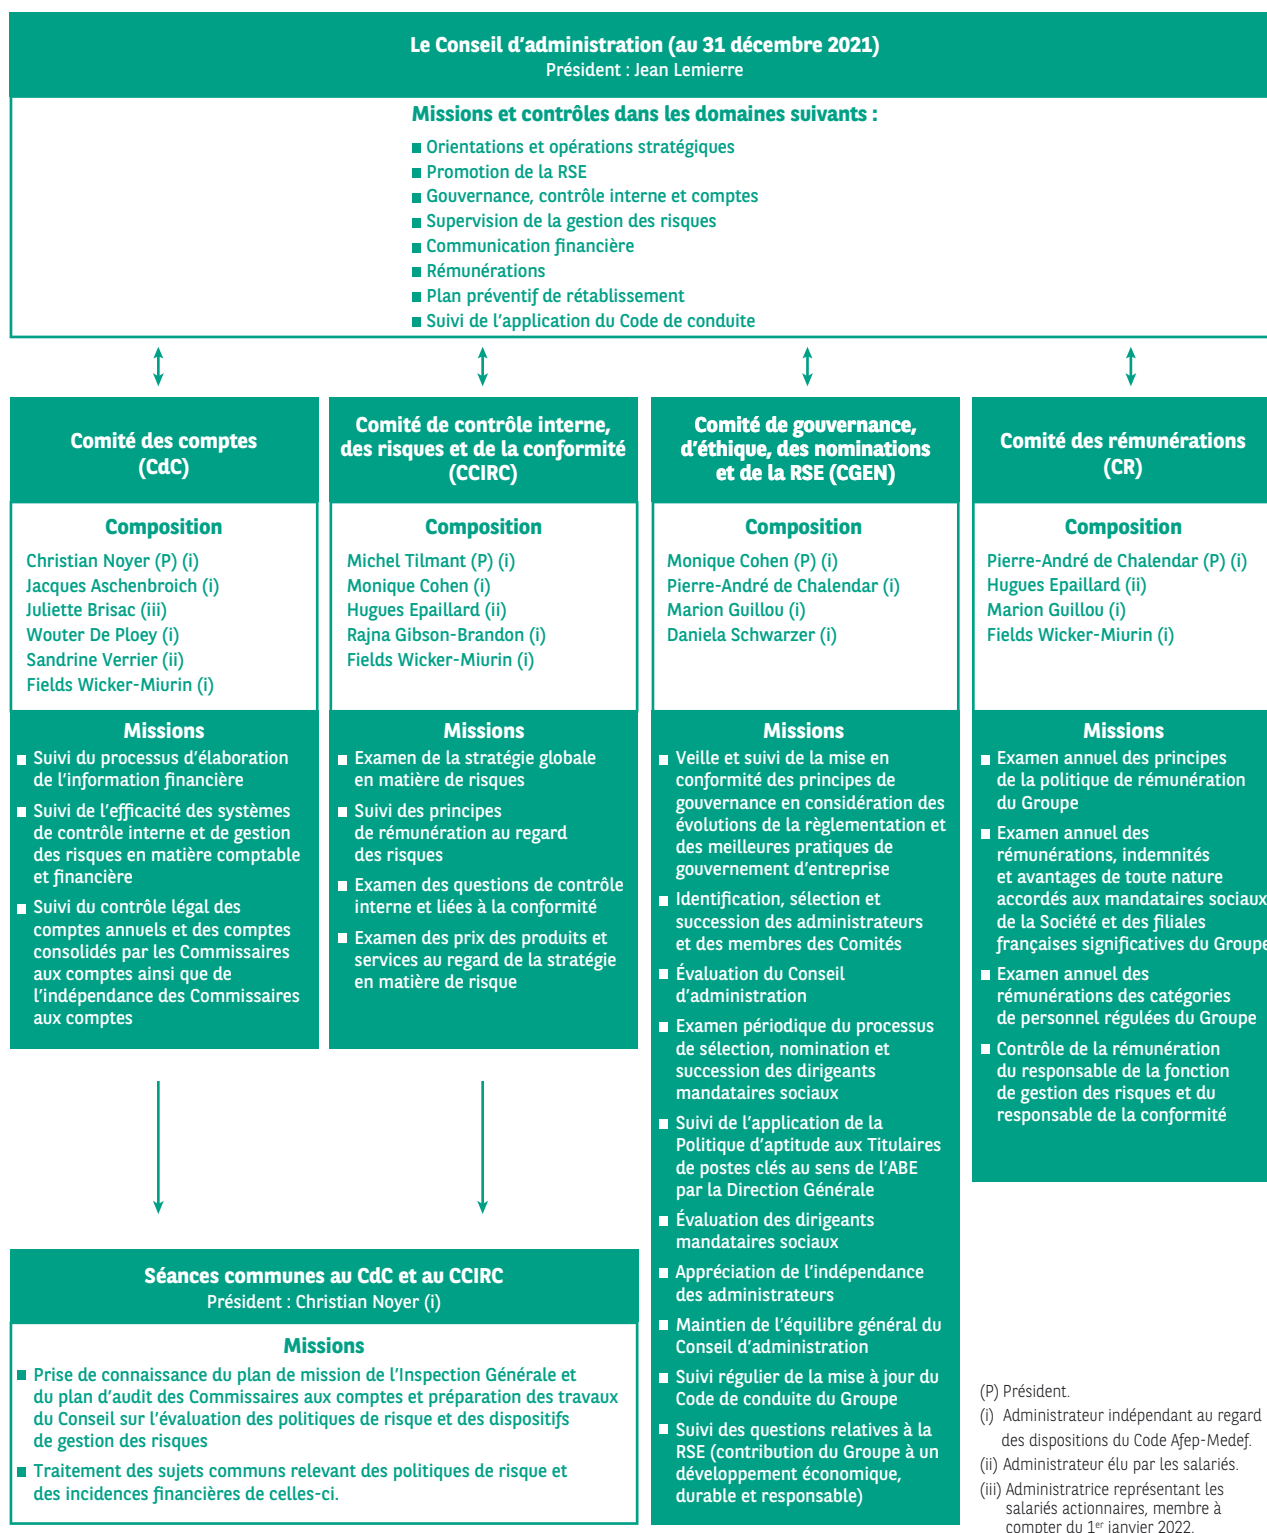 Le Conseil d'administration (au 31 décembre 2021)
Président : Jean Lemierre
Missions et contrôles dans les domaines suivants :
■ Orientations et opérations stratégiques
■ Promotion de la RSE
■ Gouvernance, contrôle interne et comptes
■ Supervision de la gestion des risques
■ Communication financière
■ Rémunérations
■ Plan préventif de rétablissement
■ Suivi de l'application du Code de conduite
Comité des comptes
(CdC)
Composition
Christian Noyer (P) (i)
Jacques Aschenbroich (i)
Juliette Brisac (iii)
Wouter De Ploey (i)
Sandrine Verrier (ii)
Fields Wicker-Miurin (i)
Missions
■ Suivi du processus d'élaboration
de l'information financière
■ Suivi de l'efficacité des systèmes
de contrôle interne et de gestion
des risques en matière comptable
et financière
■ Suivi du contrôle légal des
comptes annuels et des comptes
consolidés par les Commissaires
aux comptes ainsi que de
l'indépendance des Commissaires
aux comptes
Comité de contrôle interne,
des risques et de la conformité
(CCIRC)
Composition
Michel Tilmant (P) (i)
Monique Cohen (i)
Hugues Epaillard (ii)
Rajna Gibson-Brandon (i)
Fields Wicker-Miurin (i)
Missions
■ Examen de la stratégie globale
en matière de risques
■ Suivi des principes
de rémunération au regard
des risques
■ Examen des questions de contrôle
interne et liées à la conformité
■ Examen des prix des produits et
services au regard de la stratégie
en matière de risque
Comité de gouvernance,
d'éthique, des nominations
et de la RSE (CGEN)
Composition
Monique Cohen (P) (i)
Pierre-André de Chalendar (i)
Marion Guillou (i)
Daniela Schwarzer (i)
Missions
■ Veille et suivi de la mise en
conformité des principes de
gouvernance en considération des
évolutions de la règlementation et
des meilleures pratiques de
gouvernement d'entreprise
■ Identification, sélection et
succession des administrateurs
et des membres des Comités
■ Évaluation du Conseil
d'administration
■ Examen périodique du processus
de sélection, nomination et
succession des dirigeants
mandataires sociaux
■ Suivi de l'application de la
Politique d'aptitude aux Titulaires
de postes clés au sens de l'ABE
par la Direction Générale
■ Évaluation des dirigeants
mandataires sociaux
■ Appréciation de l'indépendance
des administrateurs
■ Maintien de l'équilibre général du
Conseil d'administration
■ Suivi régulier de la mise à jour du
Code de conduite du Groupe
■ Suivi des questions relatives à la
RSE (contribution du Groupe à un
développement économique,
durable et responsable)
Comité des rémunérations
(CR)
Composition
Pierre-André de Chalendar (P) (i)
Hugues Epaillard (ii)
Marion Guillou (i)
Fields Wicker-Miurin (i)
Missions
■ Examen annuel des principes
de la politique de rémunération
du Groupe
■ Examen annuel des
rémunérations, indemnités
et avantages de toute nature
accordés aux mandataires sociaux
de la Société et des filiales
françaises significatives du Groupe
■ Examen annuel des
rémunérations des catégories
de personnel régulées du Groupe
■ Contrôle de la rémunération
du responsable de la fonction
de gestion des risques et du
responsable de la conformité
Séances communes au CdC et au CCIRC
Président : Christian Noyer (i)
Missions
■ Prise de connaissance du plan de mission de l'Inspection Générale et
du plan d'audit des Commissaires aux comptes et préparation des travaux
du Conseil sur l'évaluation des politiques de risque et des dispositifs
de gestion des risques
■ Traitement des sujets communs relevant des politiques de risque et
des incidences financières de celles-ci.
(P) Président.
(i) Administrateur indépendant au regard
des dispositions du Code Afep-Medef.
(ii) Administrateur élu par les salariés.
(iii) Administratrice représentant les
salariés actionnaires, membre à
compter du 1er janvier 2022.